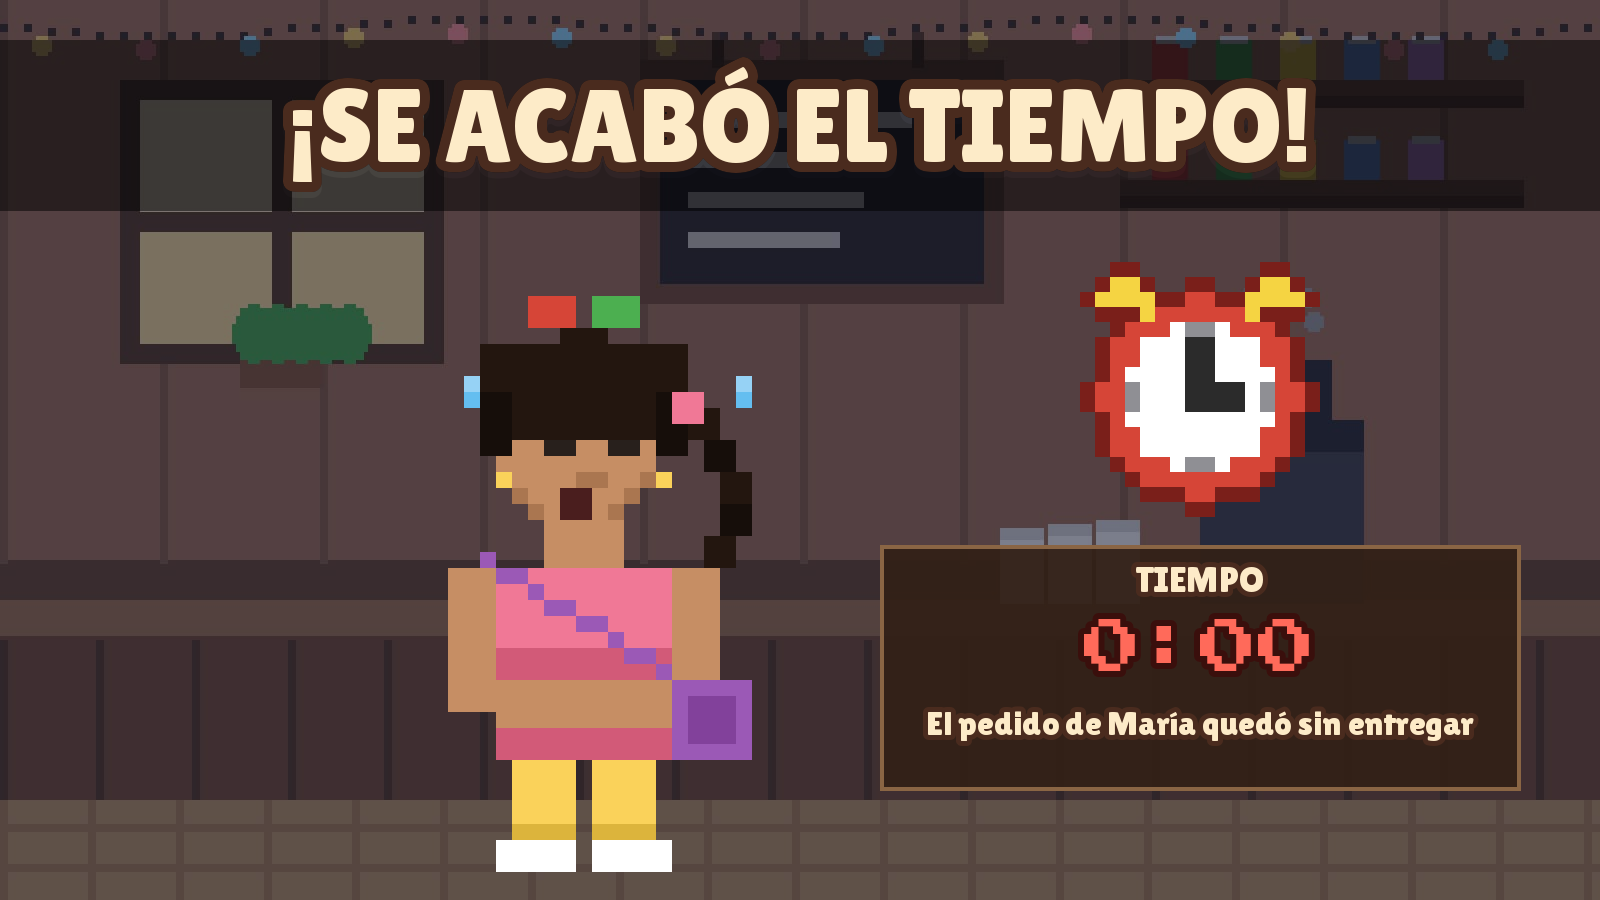 ¡SE ACABÓ EL TIEMPO!
TIEMPO
0:00
El pedido de María quedó sin entregar